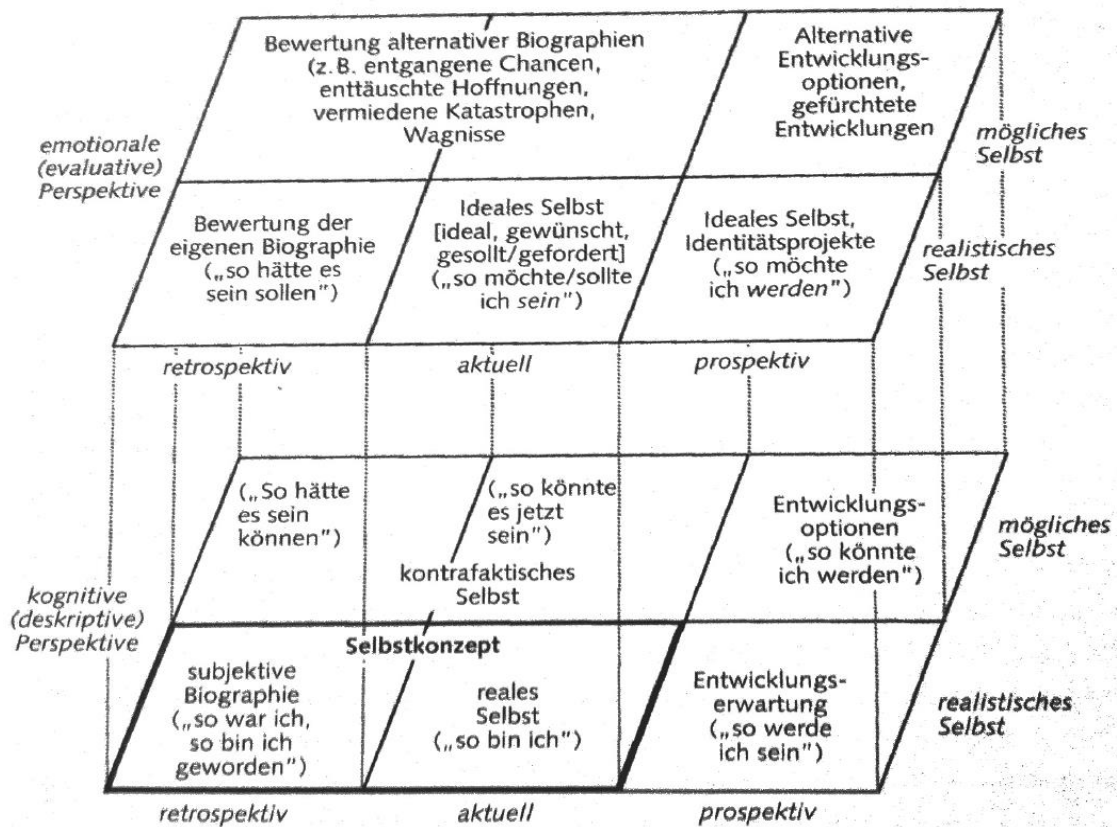 Bewertung alternativer Biographien
(z. B. entgangene Chancen,
enttäuschte Hoffnungen,
vermiedene Katastrophen,
Wagnisse
Alternative
Entwicklungs-
optionen,
gefürchtete
Entwicklungen
emotionale
(evaluative)
Perspektive
mögliches
Selbst
Bewertung der
eigenen Biographie
(„so hätte es
sein sollen")
Ideales Selbst
[ideal, gewünscht,
gesollt/gefordert]
(„so möchte/sollte
ich sein")
Ideales Selbst,
Identitätsprojekte
(„so möchte
ich werden")
realistisches
Selbst
retrospektiv
aktuell
prospektiv
(„So hätte
es sein
können")
(„so könnte
es jetzt
sein")
kontrafaktisches
Selbst
Entwicklungs-
optionen
(„so könnte
ich werden")
mögliches
Selbst
kognitive
(deskriptive)
Perspektive
Selbstkonzept
subjektive
Biographie
(„so war ich,
so bin ich
geworden")
reales
Selbst
(„so bin ich")
Entwicklungs-
erwartung
(„so werde
ich sein")
realistisches
Selbst
retrospektiv
aktuell
prospektiv